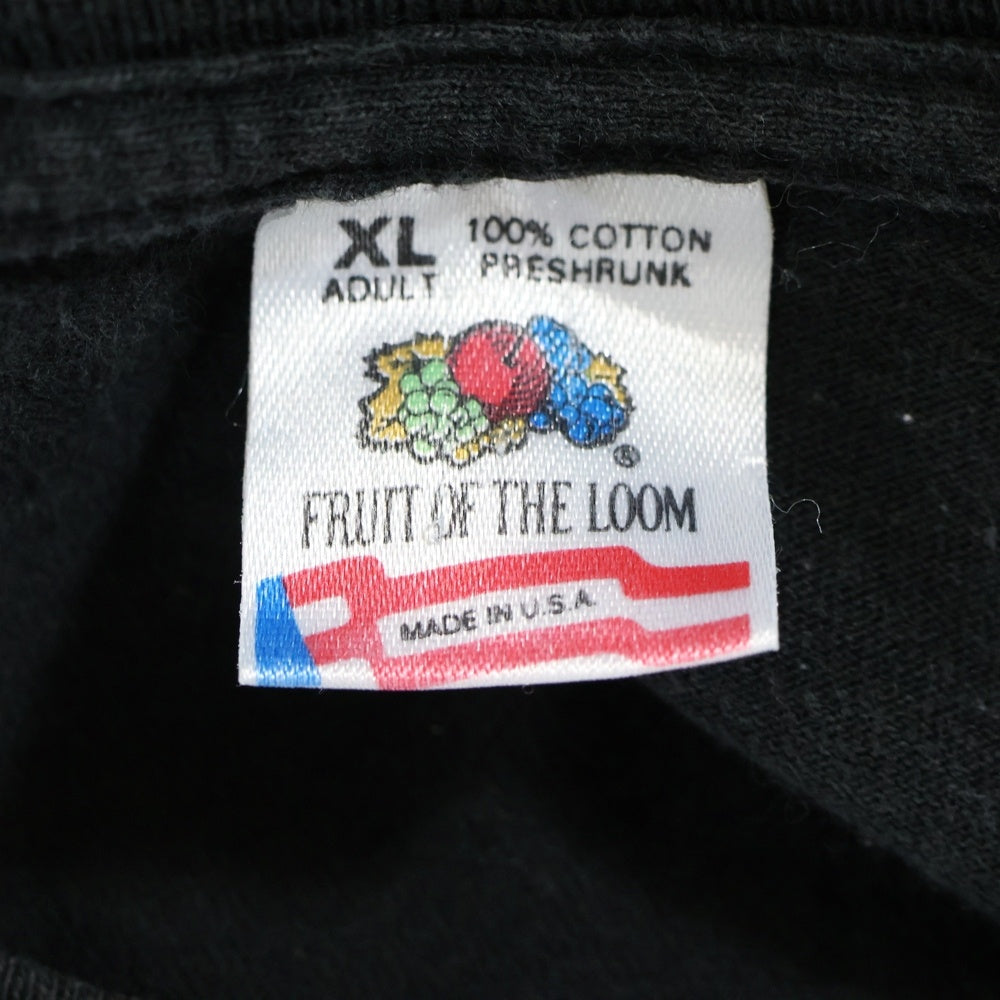 XL 100% COTTON
ADULT PRESHRUNK
®
FRUIT OF THE LOOM
MADE IN U.S.A.